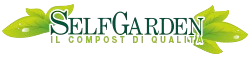 SELFGARDEN
IL COMPOST DI QUALITÀ